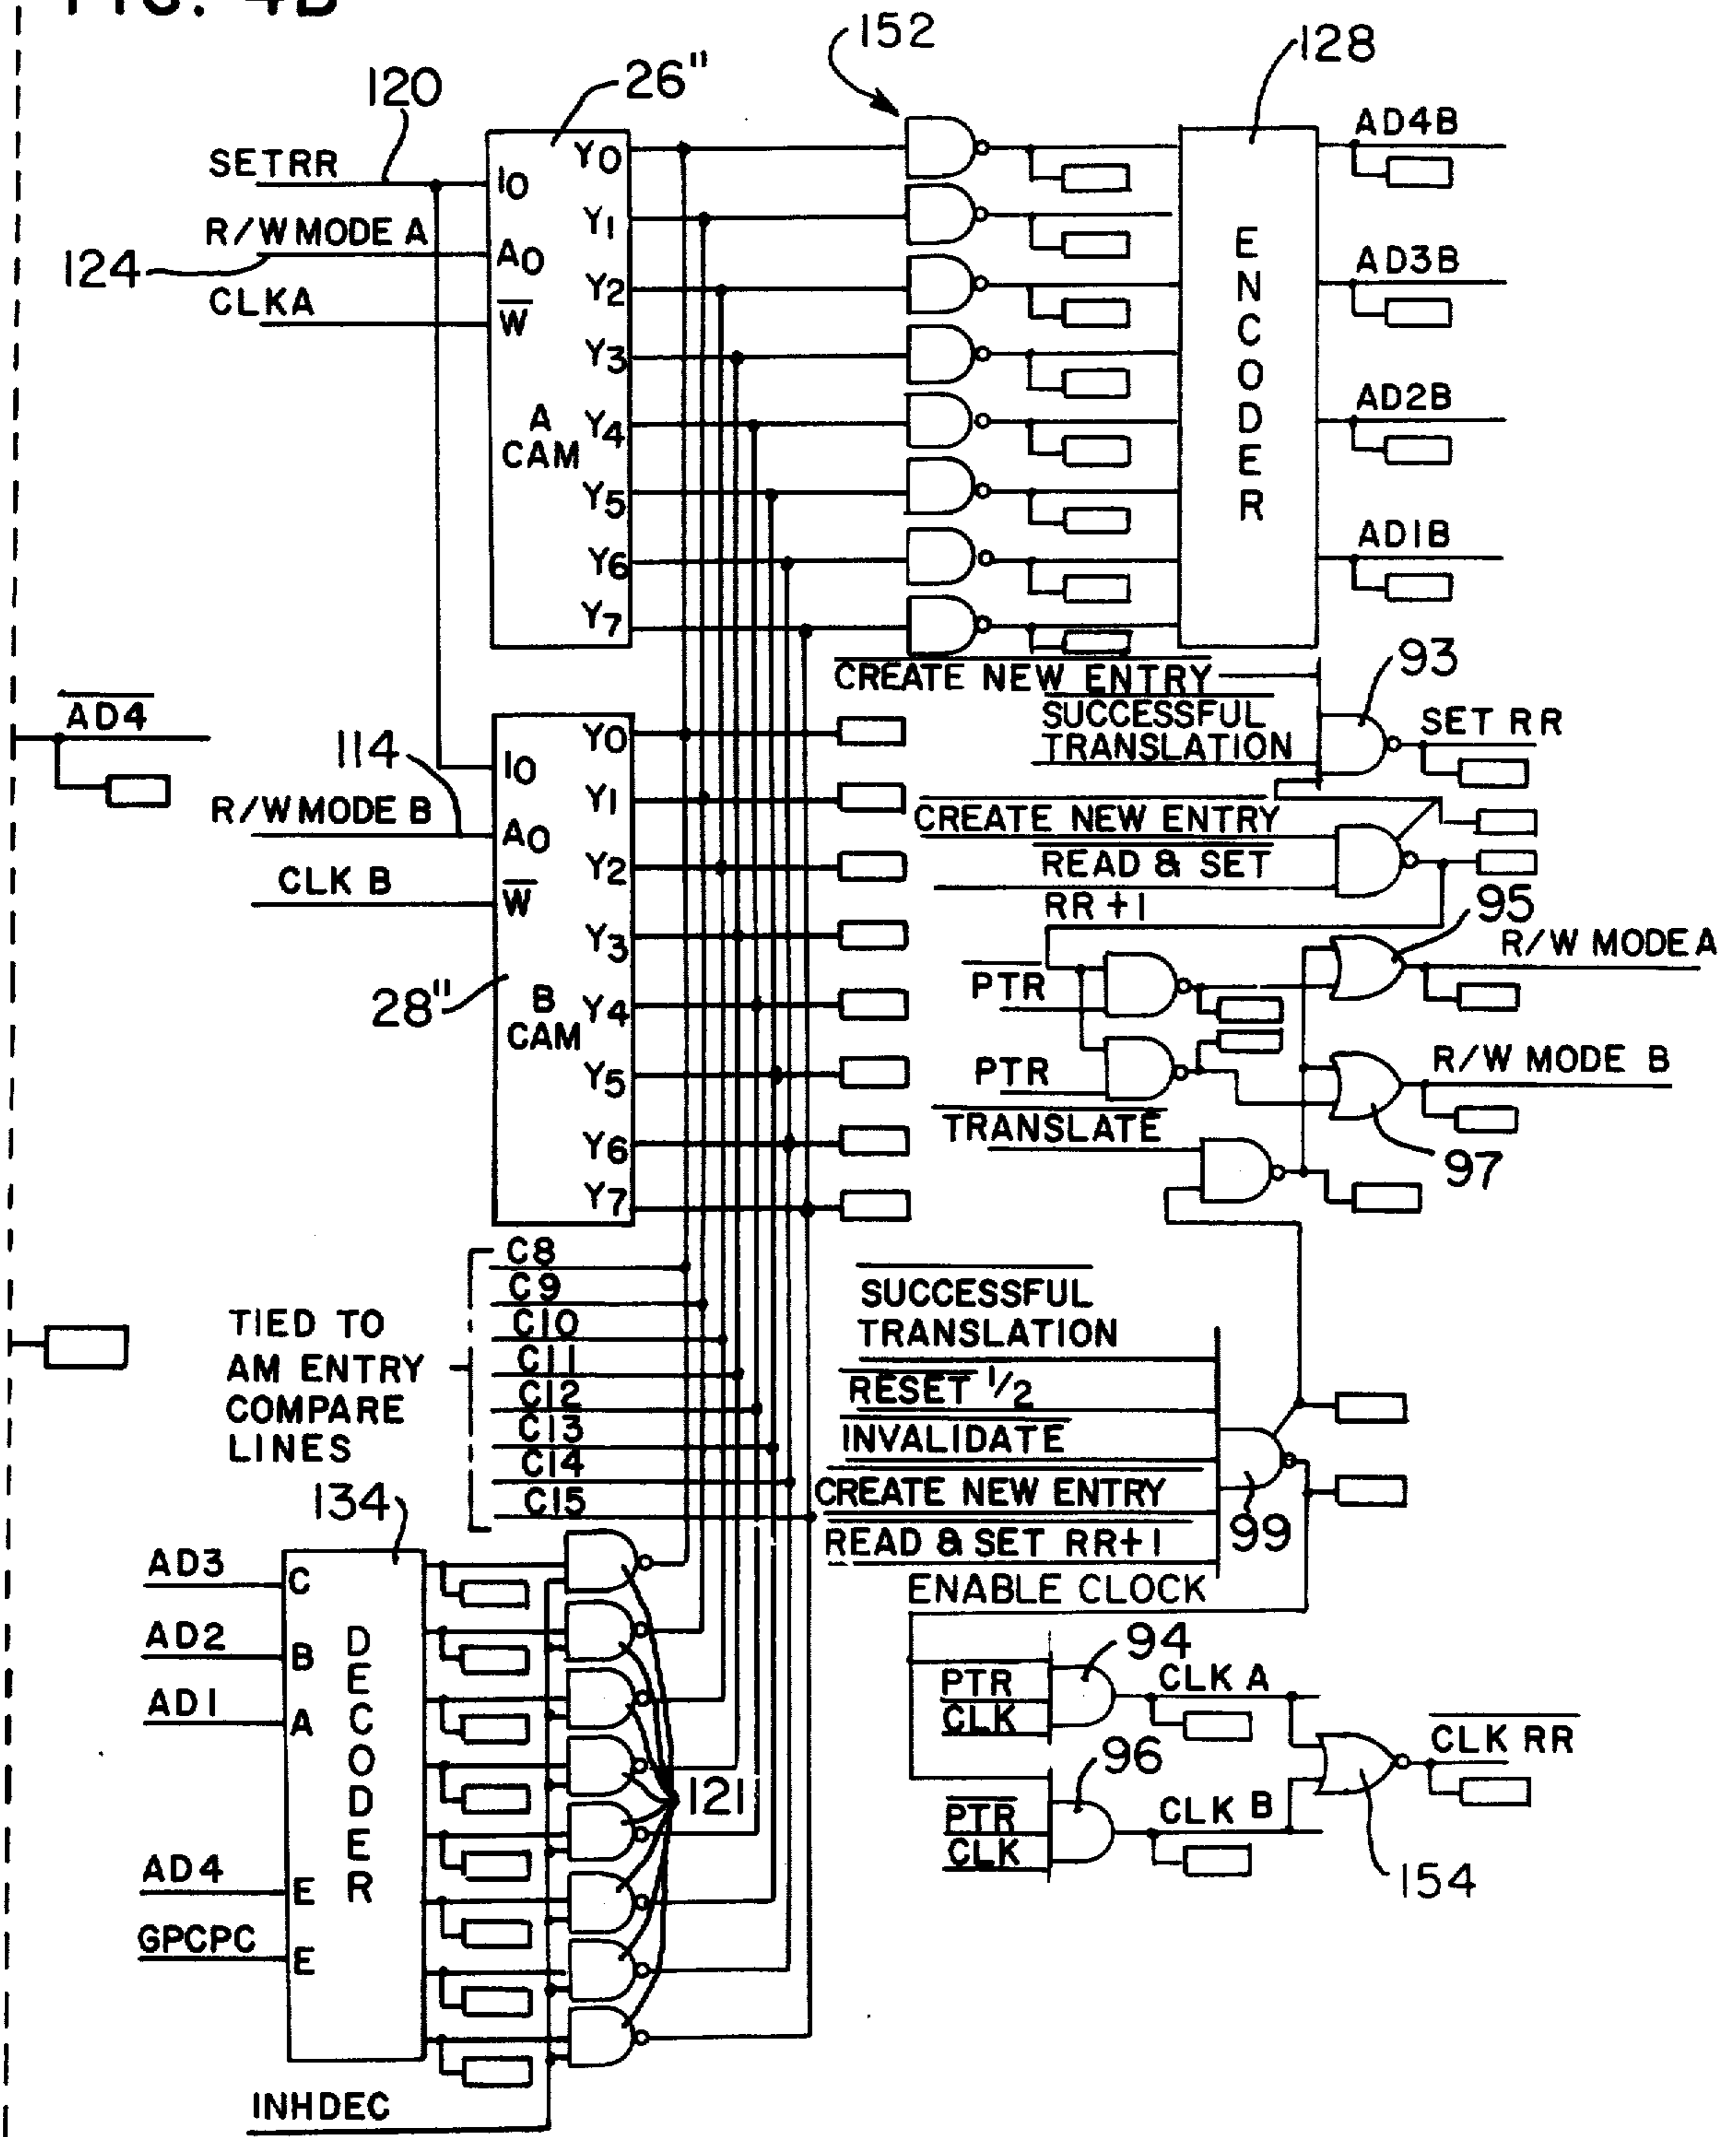 FIG. 4B
152
128
26"
120
SETRR
I0
Y0
R/W MODE A
124
A0
Y1
CLKA
W
Y2
Y3
A
CAM
Y4
Y5
Y6
Y7
ENCODER
AD4B
AD3B
AD2B
AD1B
CREATE NEW ENTRY
93
SUCCESSFUL
TRANSLATION
SET RR
AD4
114
I0
Y0
R/W MODE B
A0
Y1
CLK B
W
Y2
Y3
28"
B
CAM
Y4
Y5
Y6
Y7
CREATE NEW ENTRY
READ & SET
RR+1
95
R/W MODE A
PTR
PTR
R/W MODE B
TRANSLATE
97
C8
C9
C10
C11
C12
C13
C14
C15
TIED TO
AM ENTRY
COMPARE
LINES
SUCCESSFUL
TRANSLATION
RESET 1/2
INVALIDATE
CREATE NEW ENTRY
READ & SET RR+1
99
ENABLE CLOCK
134
AD3
C
AD2
B
AD1
A
DECODER
AD4
E
GPCPC
E
121
INHDEC
94
PTR
CLK
CLK A
96
PTR
CLK
CLK B
CLK RR
154